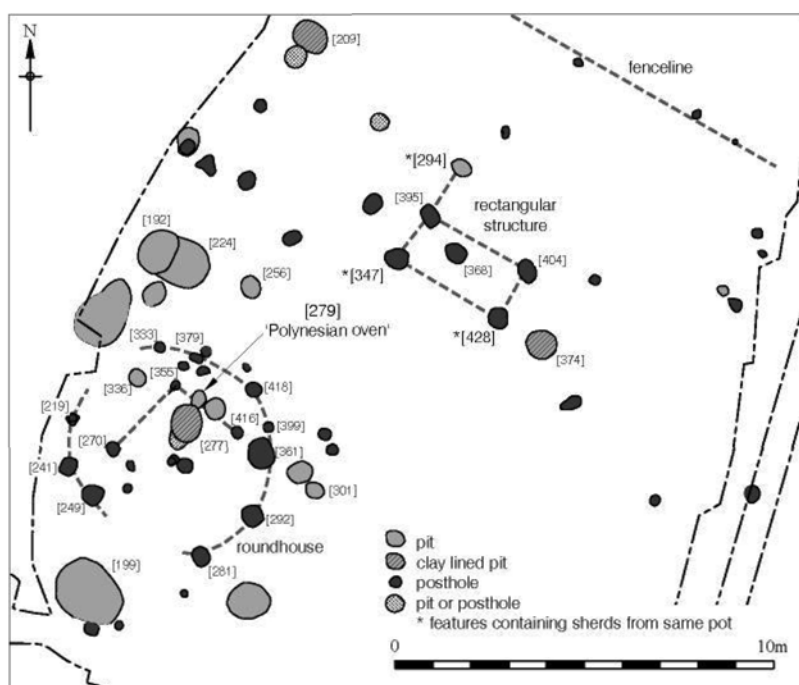 N
[209]
fenceline
*[294]
[395]
rectangular
structure
[192]
[224]
[256]
*[347]
[368]
[404]
[279]
'Polynesian oven'
*[428]
[374]
[333]
[379]
[355]
[336]
[418]
[219]
[416]
[399]
[270]
[277]
[361]
[241]
[301]
[249]
[292]
roundhouse
[281]
[199]
pit
clay lined pit
posthole
pit or posthole
* features containing sherds from same pot
0
10m